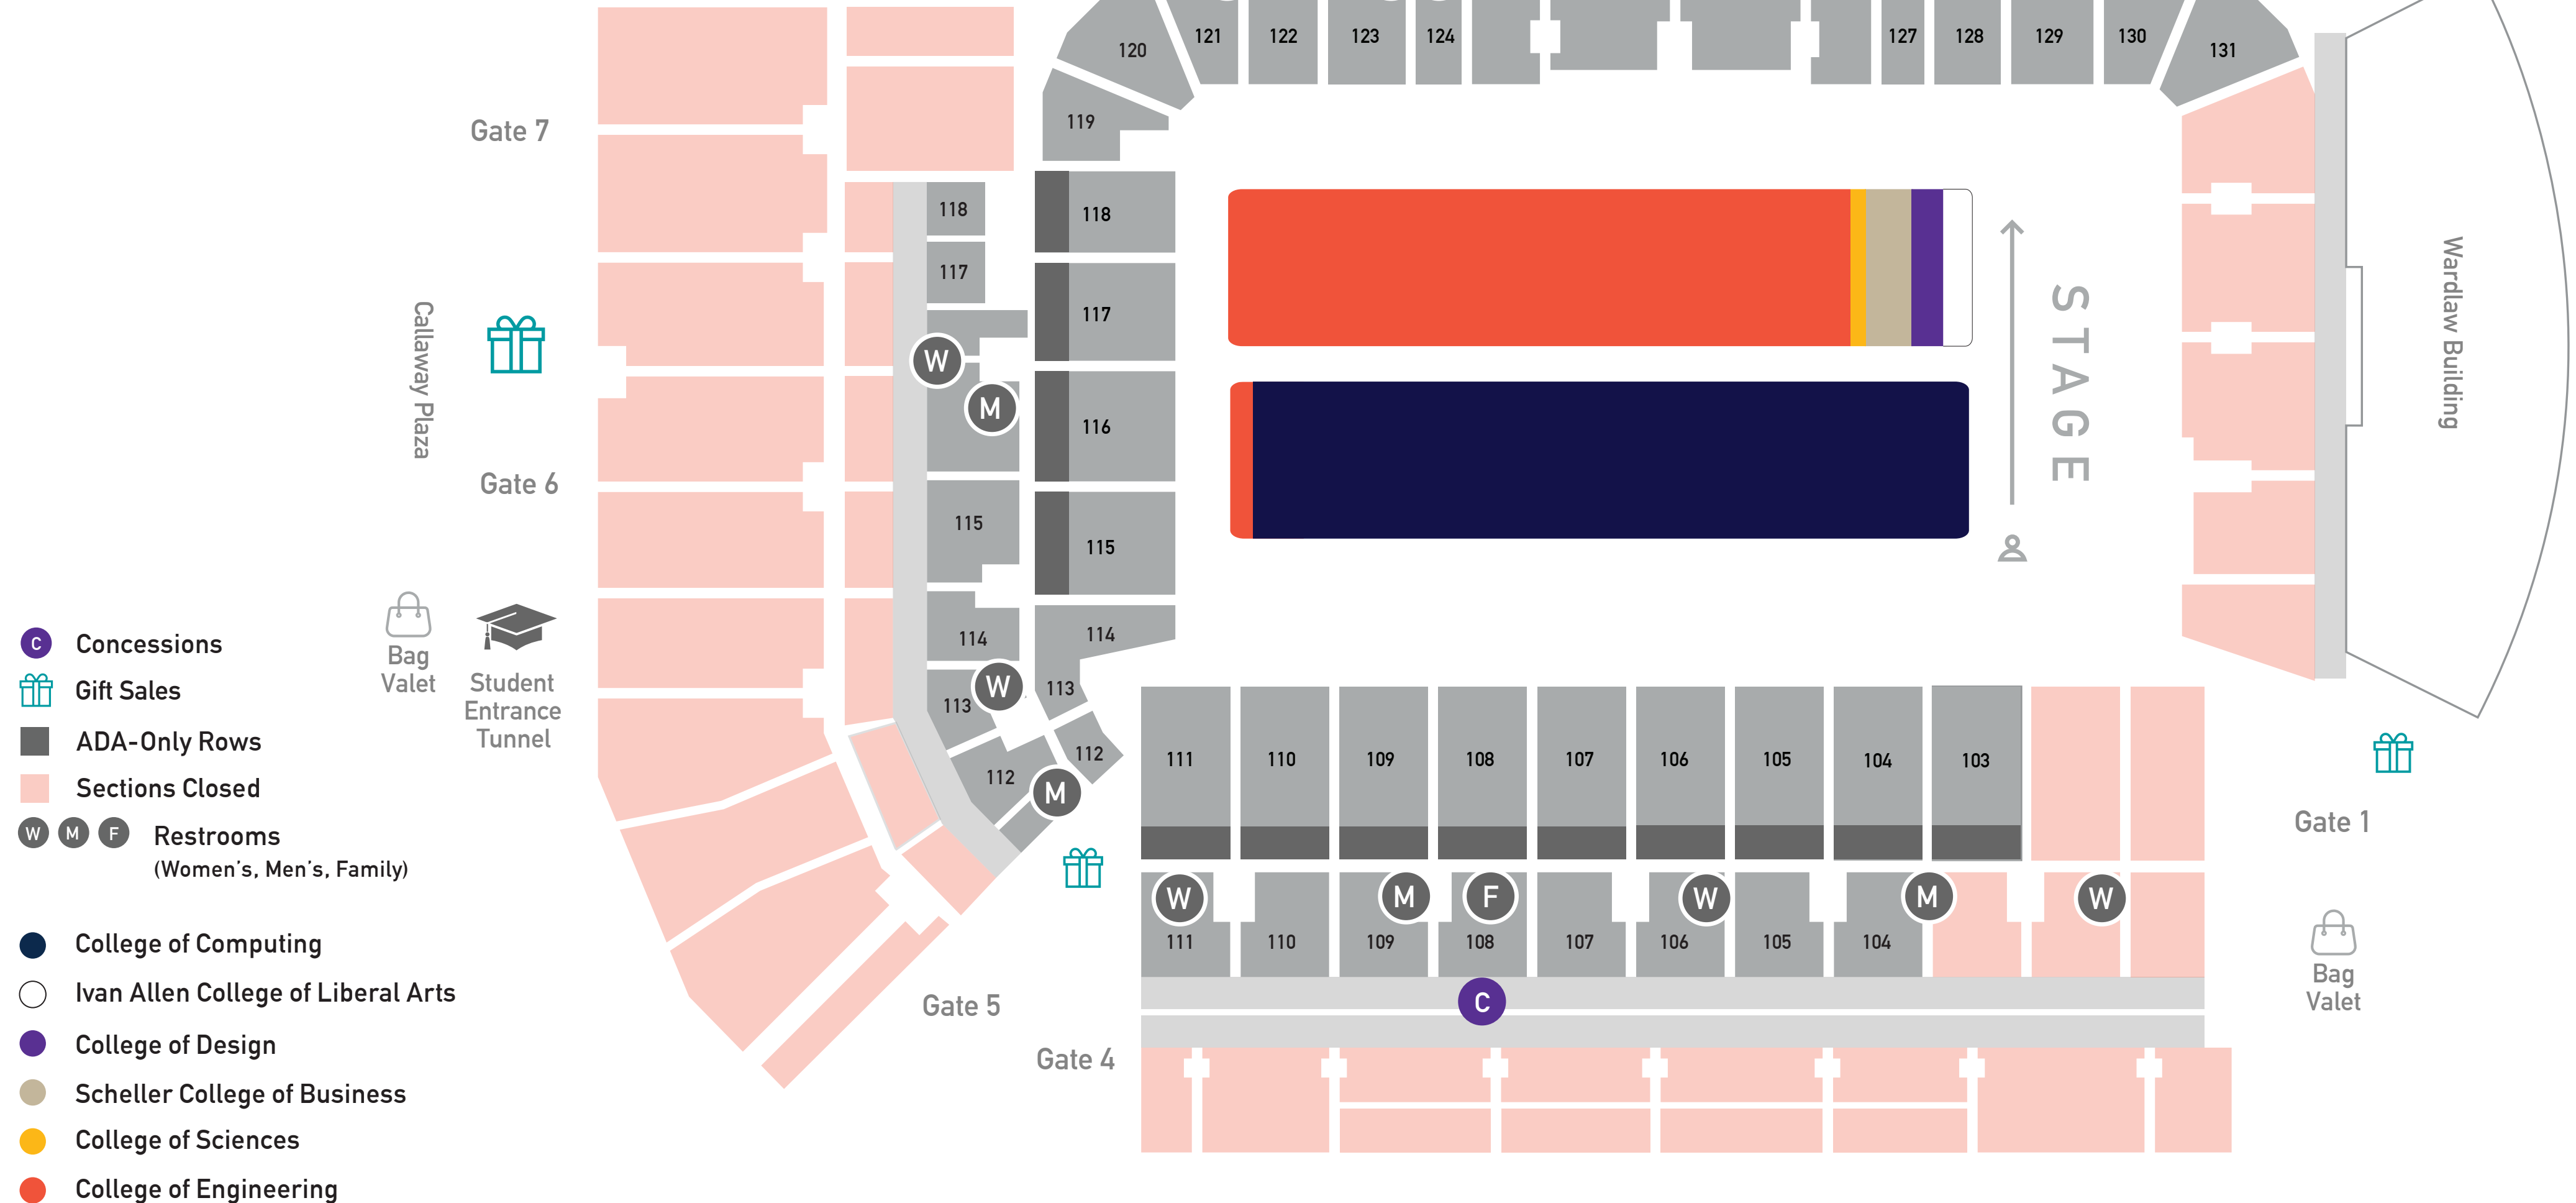 121
122
123
124
127
128
129
130
131
120
119
Gate 7
118
118
117
117
W
M
116
Callaway Plaza
Gate 6
115
115
STAGE
Wardlaw Building
114
114
W
113
113
112
112
M
Bag
Valet
Student
Entrance
Tunnel
111
110
109
108
107
106
105
104
103
Gate 1
W
M
F
W
M
W
111
110
109
108
107
106
105
104
C
Gate 5
Gate 4
Bag
Valet
C Concessions
Gift Sales
ADA-Only Rows
Sections Closed
W M F Restrooms
(Women's, Men's, Family)
College of Computing
Ivan Allen College of Liberal Arts
College of Design
Scheller College of Business
College of Sciences
College of Engineering